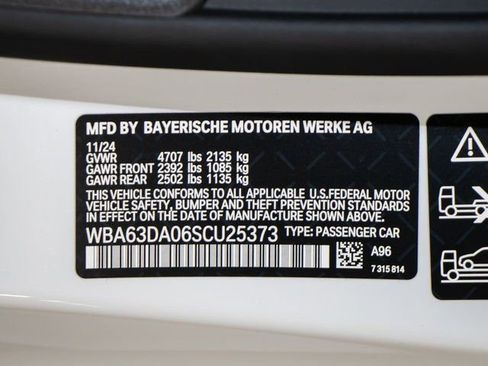 MFD BY BAYERISCHE MOTOREN WERKE AG
11/24
GVWR 4707 lbs 2135 kg
GAWR FRONT 2392 lbs 1085 kg
GAWR REAR 2502 lbs 1135 kg
THIS VEHICLE CONFORMS TO ALL APPLICABLE U.S.FEDERAL MOTOR
VEHICLE SAFETY, BUMPER AND THEFT PREVENTION STANDARDS
IN EFFECT ON THE DATE OF MANUFACTURE SHOWN ABOVE.
WBA63DA06SCU25373 TYPE: PASSENGER CAR
A96
7 315 814